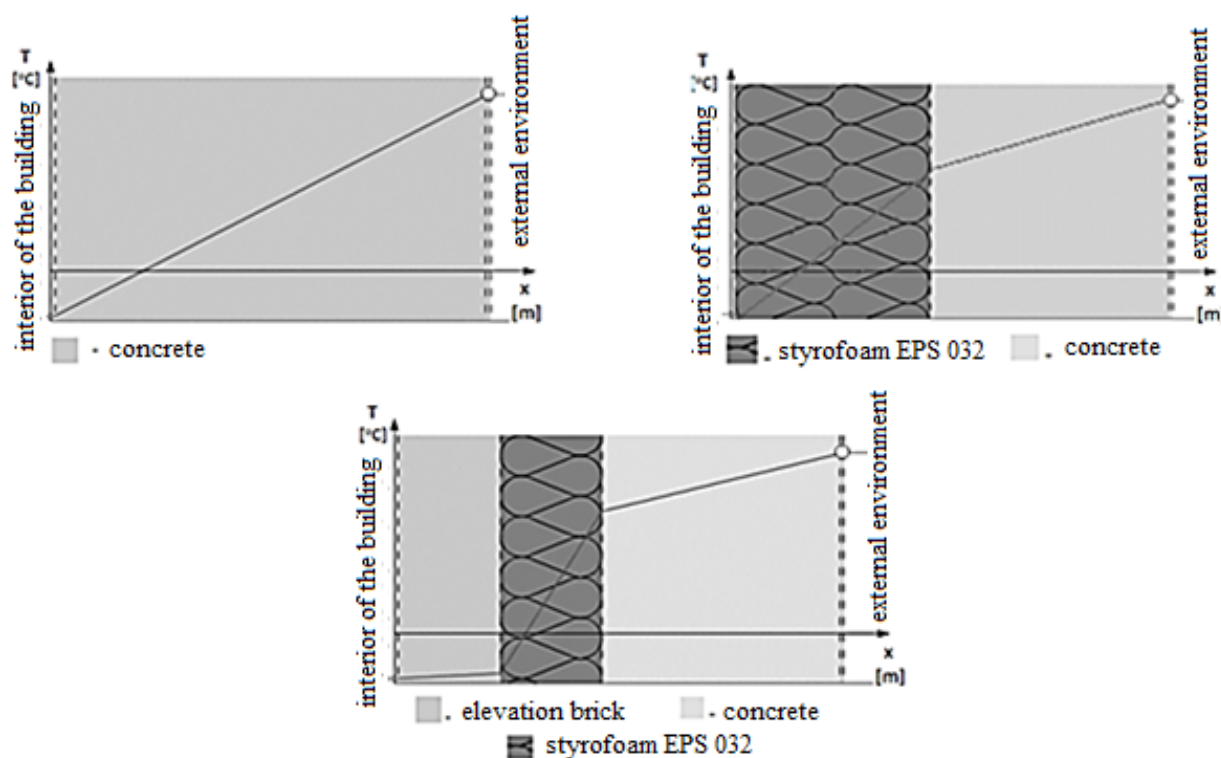 T
[°C]
interior of the building
external environment
x
[m]
- concrete
T
[°C]
interior of the building
external environment
x
[m]
- styrofoam EPS 032
- concrete
T
[°C]
interior of the building
external environment
x
[m]
- elevation brick
- concrete
styrofoam EPS 032